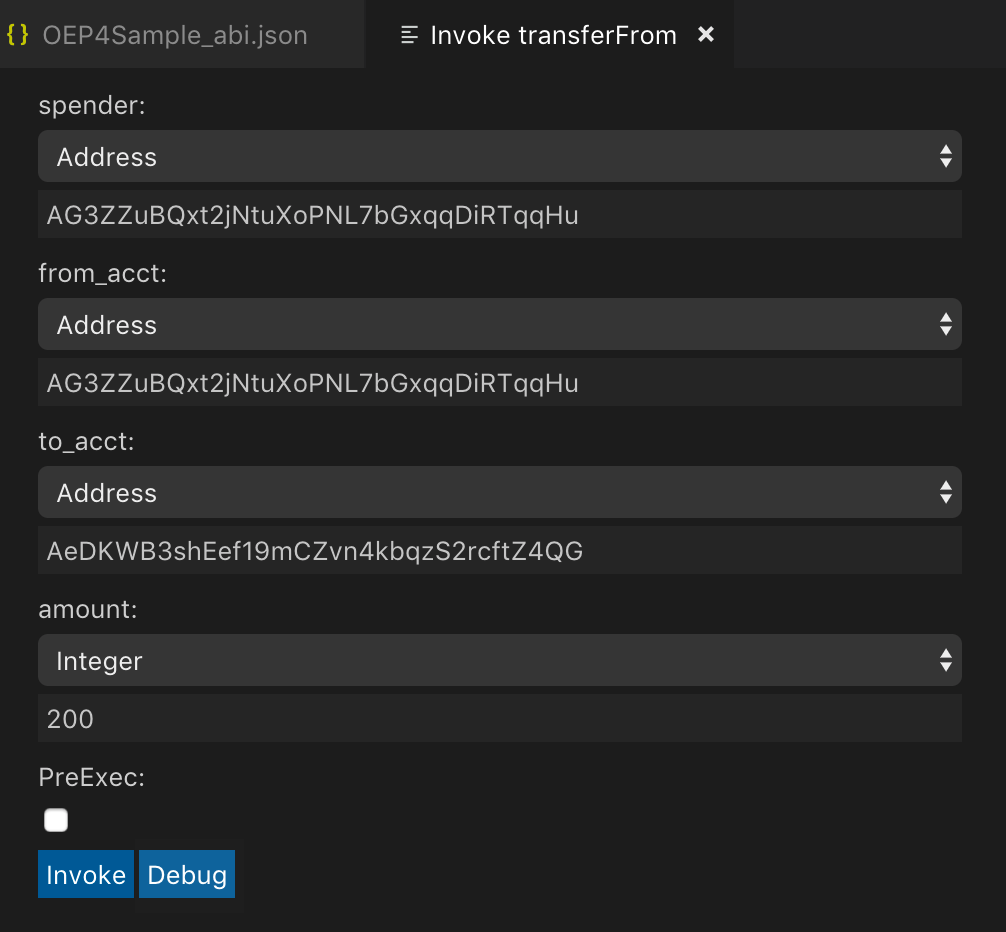 {} OEP4Sample_abi.json Invoke transferFrom ×
spender:
Address
AG3ZZuBQxt2jNtuXoPNL7bGxqqDiRTqqHu
from_acct:
Address
AG3ZZuBQxt2jNtuXoPNL7bGxqqDiRTqqHu
to_acct:
Address
AeDKWB3shEef19mCZvn4kbqzS2rcftZ4QG
amount:
Integer
200
PreExec:
Invoke Debug